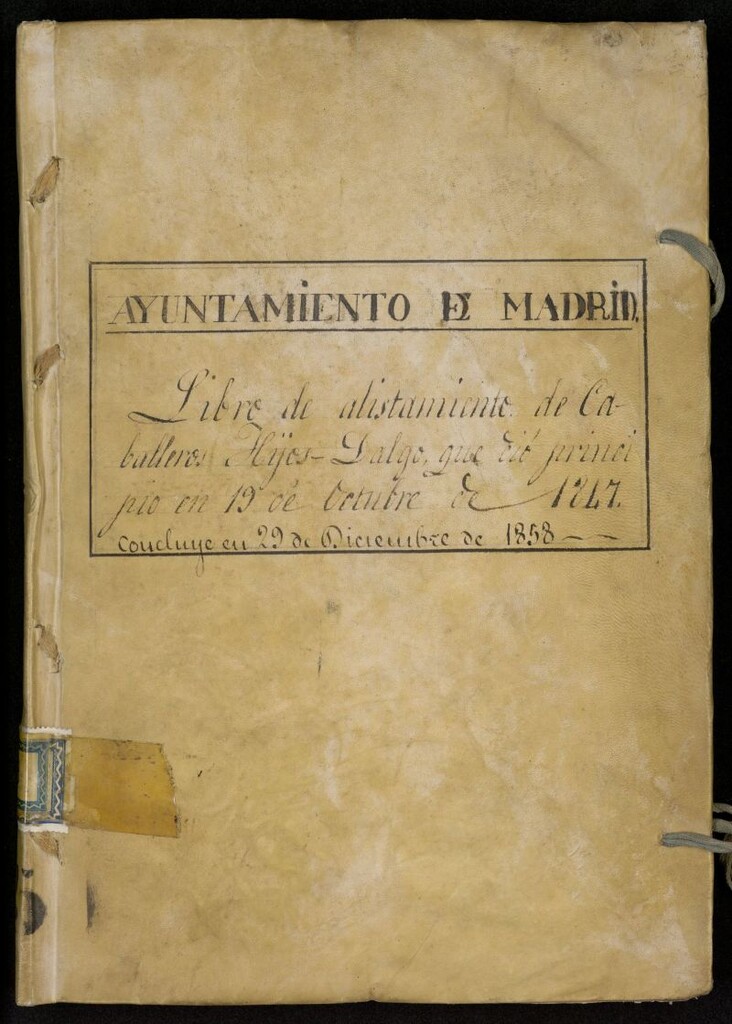 AYUNTAMIENTO DE MADRID.
Libro de alistamiento de Ca-
balleros Hijos-Dalgo, que dió princi
pio en 19 de Octubre de 1847.
Concluye en 29 de Diciembre de 1858 - -